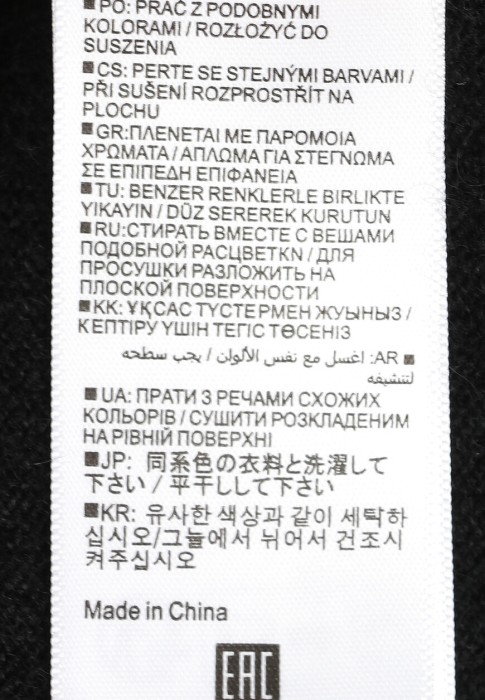 ■PO: PRAĆ Z PODOBNYMI
KOLORAMI / ROZŁOŻYĆ DO
SUSZENIA
■CS: PERTE SE STEJNÝMI BARVAMI /
PŘI SUŠENÍ ROZPROSTŘÍT NA
PLOCHU
■GR:ΠΛΕΝΕΤΑΙ ΜΕ ΠΑΡΟΜΟΙΑ
ΧΡΩΜΑΤΑ / ΑΠΛΩΜΑ ΓΙΑ ΣΤΕΓΝΩΜΑ
ΣΕ ΕΠΙΠΕΔΗ ΕΠΙΦΑΝΕΙΑ
■TU: BENZER RENKLERLE BIRLIKTE
YIKAYIN / DÜZ SEREREK KURUTUN
■RU:СТИРАТЬ ВМЕСТЕ С ВЕШАМИ
ПОДОБНОЙ РАСЦВЕТКN / ДЛЯ
ПРОСУШКИ РАЗЛОЖИТЬ НА
ПЛОСКОЙ ПОВЕРХНОСТИ
■KK: ҰҚСАС ТҮСТЕРМЕН ЖУЫНЫЗ /
КЕПТІРУ ҮШІН ТЕГІС ТӨСЕНІЗ
■ AR: اغسل مع نفس الألوان / يجب سطحه
لتنشيفه
■UA: ПРАТИ З РЕЧАМИ СХОЖИХ
КОЛЬОРІВ / СУШИТИ РОЗКЛАДЕНИМ
НА РІВНІЙ ПОВЕРХНІ
■JP: 同系色の衣料と洗濯して
下さい / 平干しして下さい
■KR: 유사한 색상과 같이 세탁하
십시오/그늘에서 뉘어서 건조시
켜주십시오
Made in China
EAC